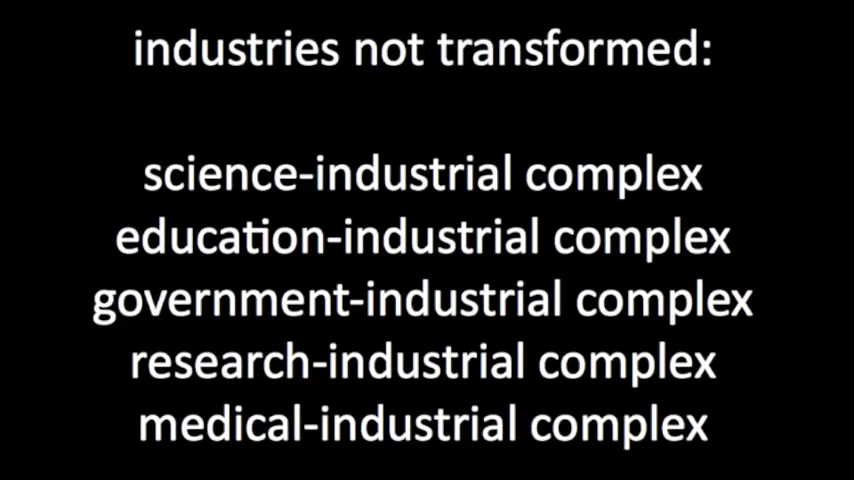 industries not transformed:
science-industrial complex
education-industrial complex
government-industrial complex
research-industrial complex
medical-industrial complex